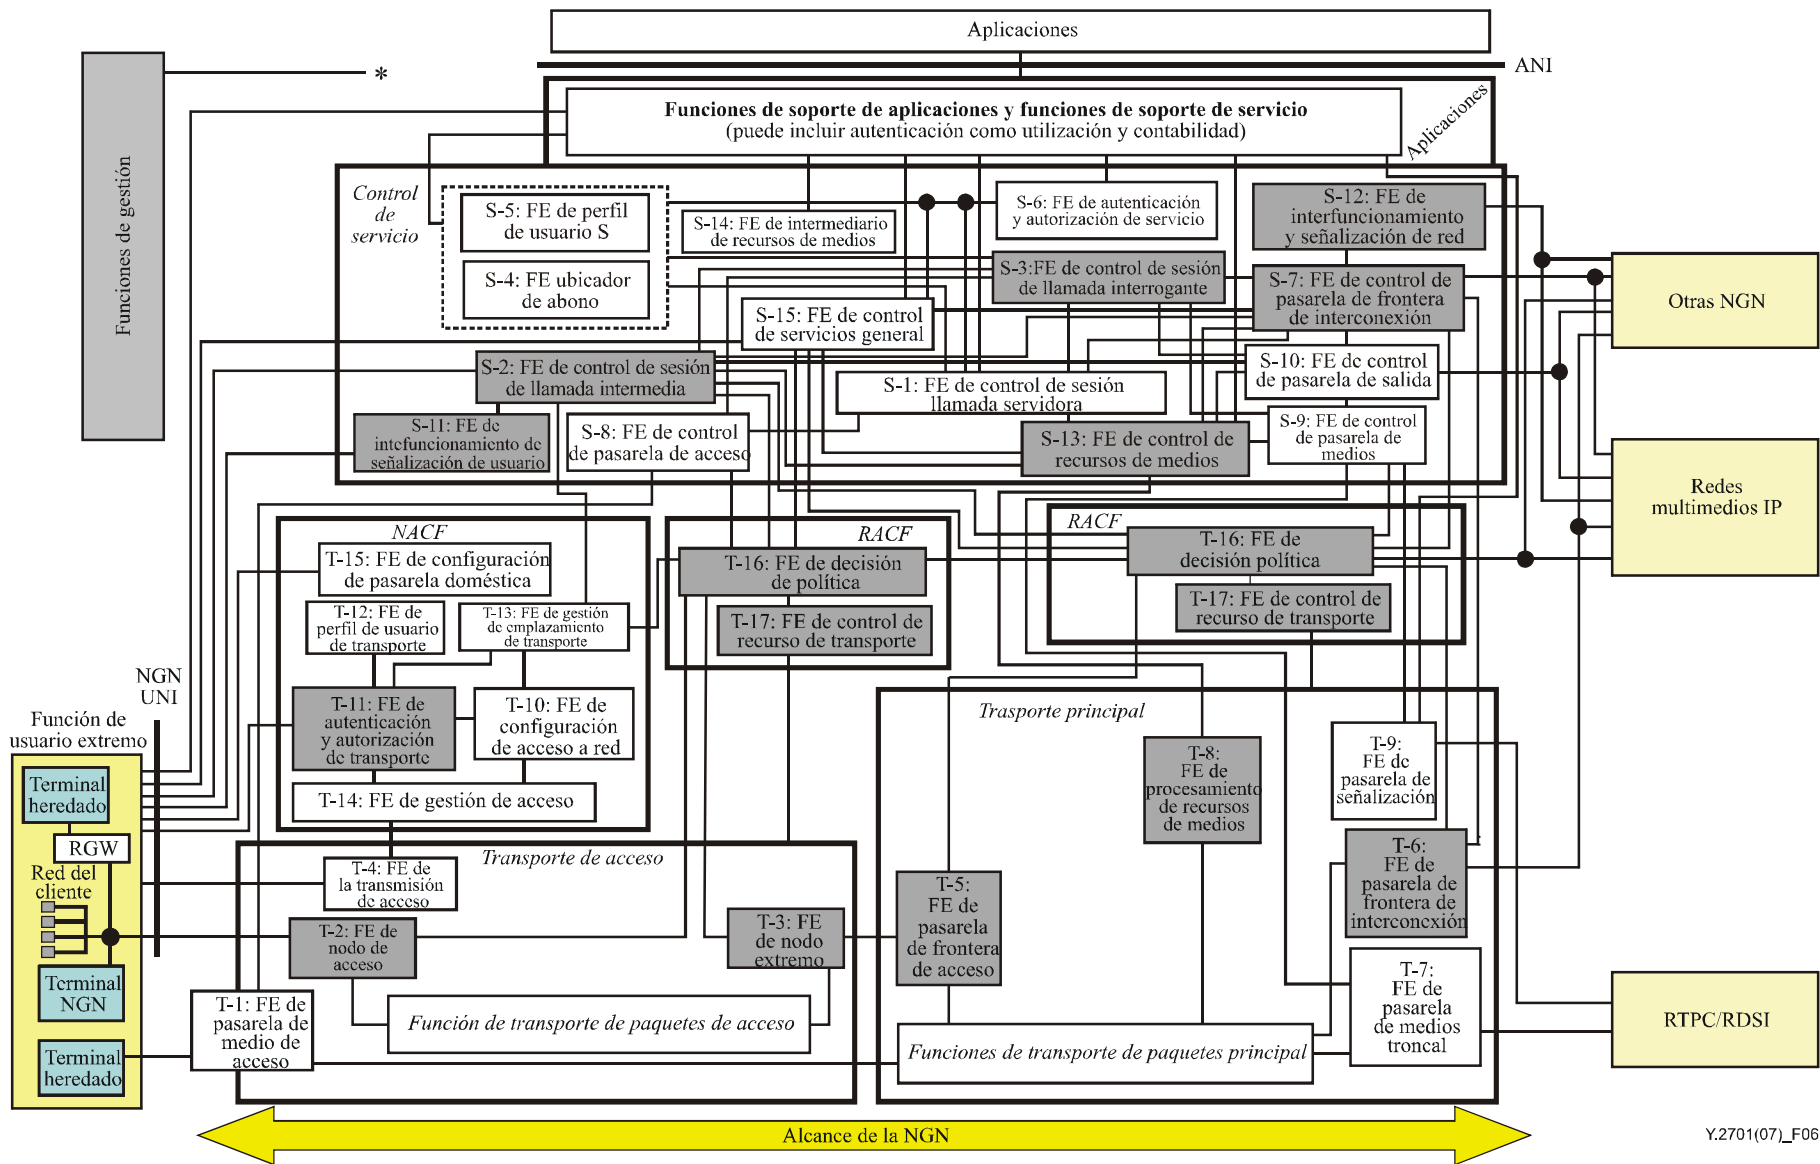 Aplicaciones
ANI
*
Funciones de gestión
Funciones de soporte de aplicaciones y funciones de soporte de servicio
(puede incluir autenticación como utilización y contabilidad)
Aplicaciones
Control
de
servicio
S-5: FE de perfil
de usuario S
S-4: FE ubicador
de abono
S-14: FE de intermediario
de recursos de medios
S-6: FE de autenticación
y autorización de servicio
S-12: FE de
interfuncionamiento
y señalización de red
S-3:FE de control de sesión
de llamada interrogante
S-7: FE de control de
pasarela de frontera
de interconexión
S-15: FE de control
de servicios general
S-2: FE de control de sesión
de llamada intermedia
S-1: FE de control de sesión
llamada servidora
S-10: FE de control
de pasarela de salida
S-11: FE de
intefuncionamiento de
señalización de usuario
S-8: FE de control
de pasarela de acceso
S-13: FE de control de
recursos de medios
S-9: FE de control
de pasarela de
medios
Otras NGN
Redes
multimedios IP
RTPC/RDSI
NACF
T-15: FE de configuración
de pasarela doméstica
T-12: FE de
perfil de usuario
de transporte
T-13: FE de gestión
de emplazamiento
de transporte
T-11: FE de
autenticación
y autorización
de transporte
T-10: FE de
configuración
de acceso a red
T-14: FE de gestión de acceso
RACF
T-16: FE de decisión
de política
T-17: FE de control de
recurso de transporte
RACF
T-16: FE de
decisión política
T-17: FE de control de
recurso de transporte
NGN
UNI
Función de
usuario extremo
Terminal
heredado
RGW
Red del
cliente
Terminal
NGN
Terminal
heredado
Transporte de acceso
T-4: FE de
la transmisión
de acceso
T-2: FE de
nodo de
acceso
T-3: FE
de nodo
extremo
T-1: FE de
pasarela de
medio de
acceso
Función de transporte de paquetes de acceso
Trasporte principal
T-8:
FE de
procesamiento
de recursos
de medios
T-9:
FE de
pasarela de
señalización
T-5:
FE de
pasarela
de frontera
de acceso
T-6:
FE de
pasarela de
frontera de
interconexión
T-7:
FE de
pasarela
de medios
troncal
Funciones de transporte de paquetes principal
Alcance de la NGN
Y.2701(07)_F06